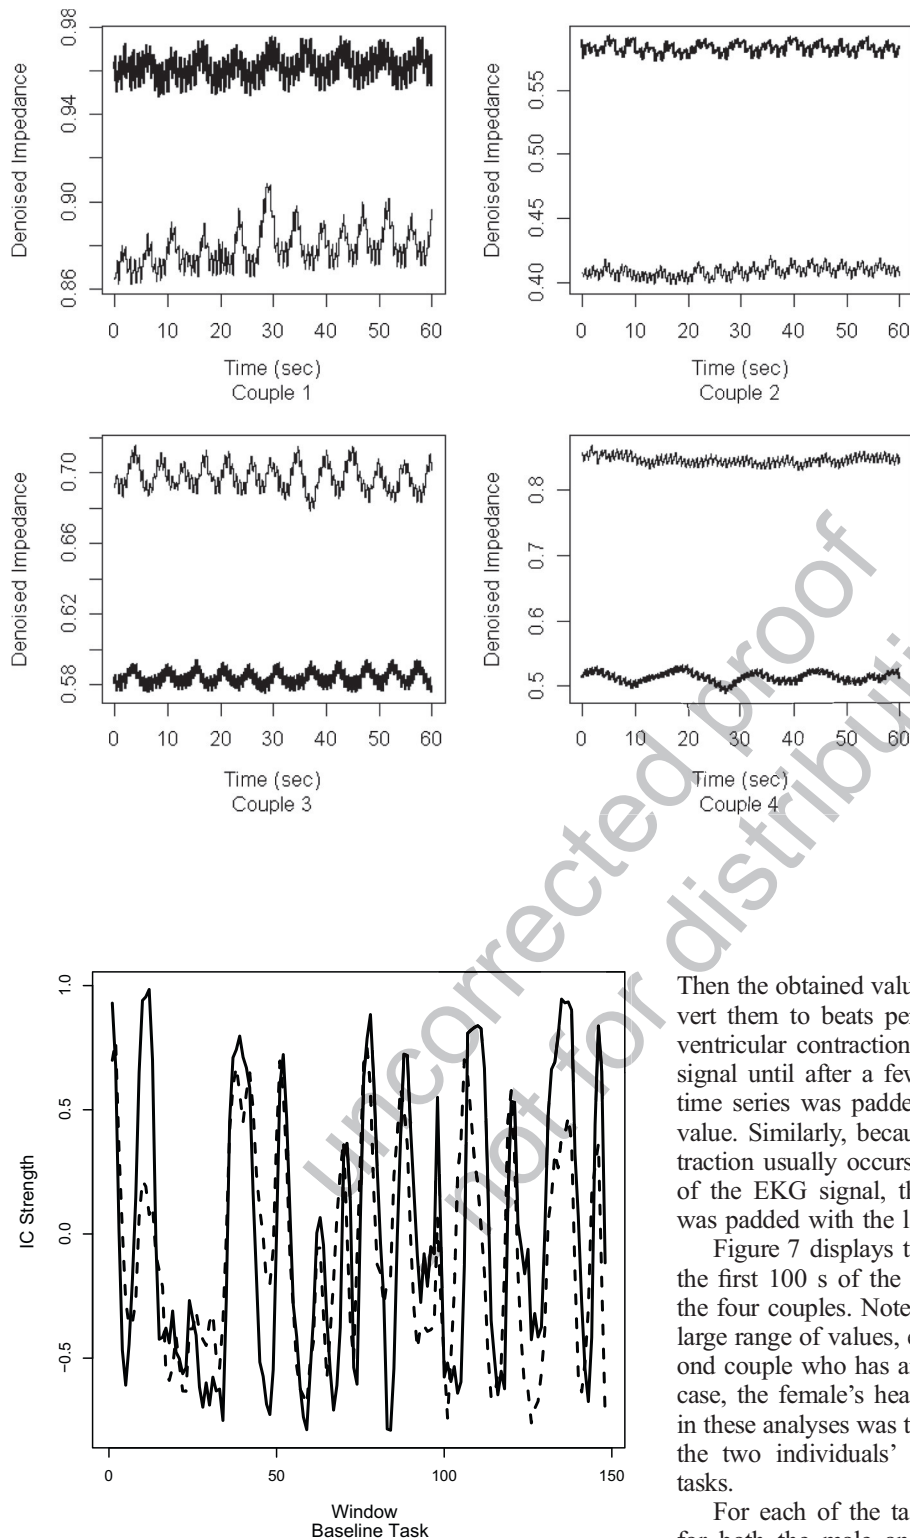 Denoised Impedance
0.86 0.90 0.94 0.98
0 10 20 30 40 50 60
Time (sec)
Couple 1
Denoised Impedance
0.40 0.45 0.50 0.55
0 10 20 30 40 50 60
Time (sec)
Couple 2
Denoised Impedance
0.58 0.62 0.66 0.70
0 10 20 30 40 50 60
Time (sec)
Couple 3
Denoised Impedance
0.5 0.6 0.7 0.8
0 10 20 30 40 50 60
Time (sec)
Couple 4
uncorrected proof
not for distributi
IC Strength
−0.5 0.0 0.5 1.0
0 50 100 150
Window
Baseline Task
Then the obtained valu
vert them to beats pe
ventricular contraction
signal until after a few
time series was padde
value. Similarly, becau
traction usually occurs
of the EKG signal, th
was padded with the l
Figure 7 displays t
the first 100 s of the
the four couples. Note
large range of values,
ond couple who has a
case, the female's hea
in these analyses was t
the two individuals'
tasks.
For each of the ta